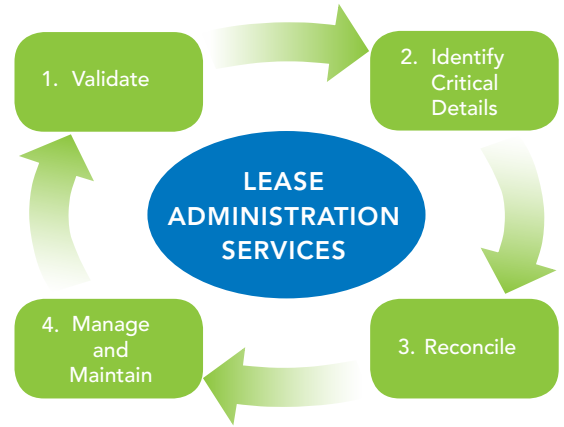 1. Validate
2. Identify
Critical
Details
LEASE
ADMINISTRATION
SERVICES
3. Reconcile
4. Manage
and
Maintain